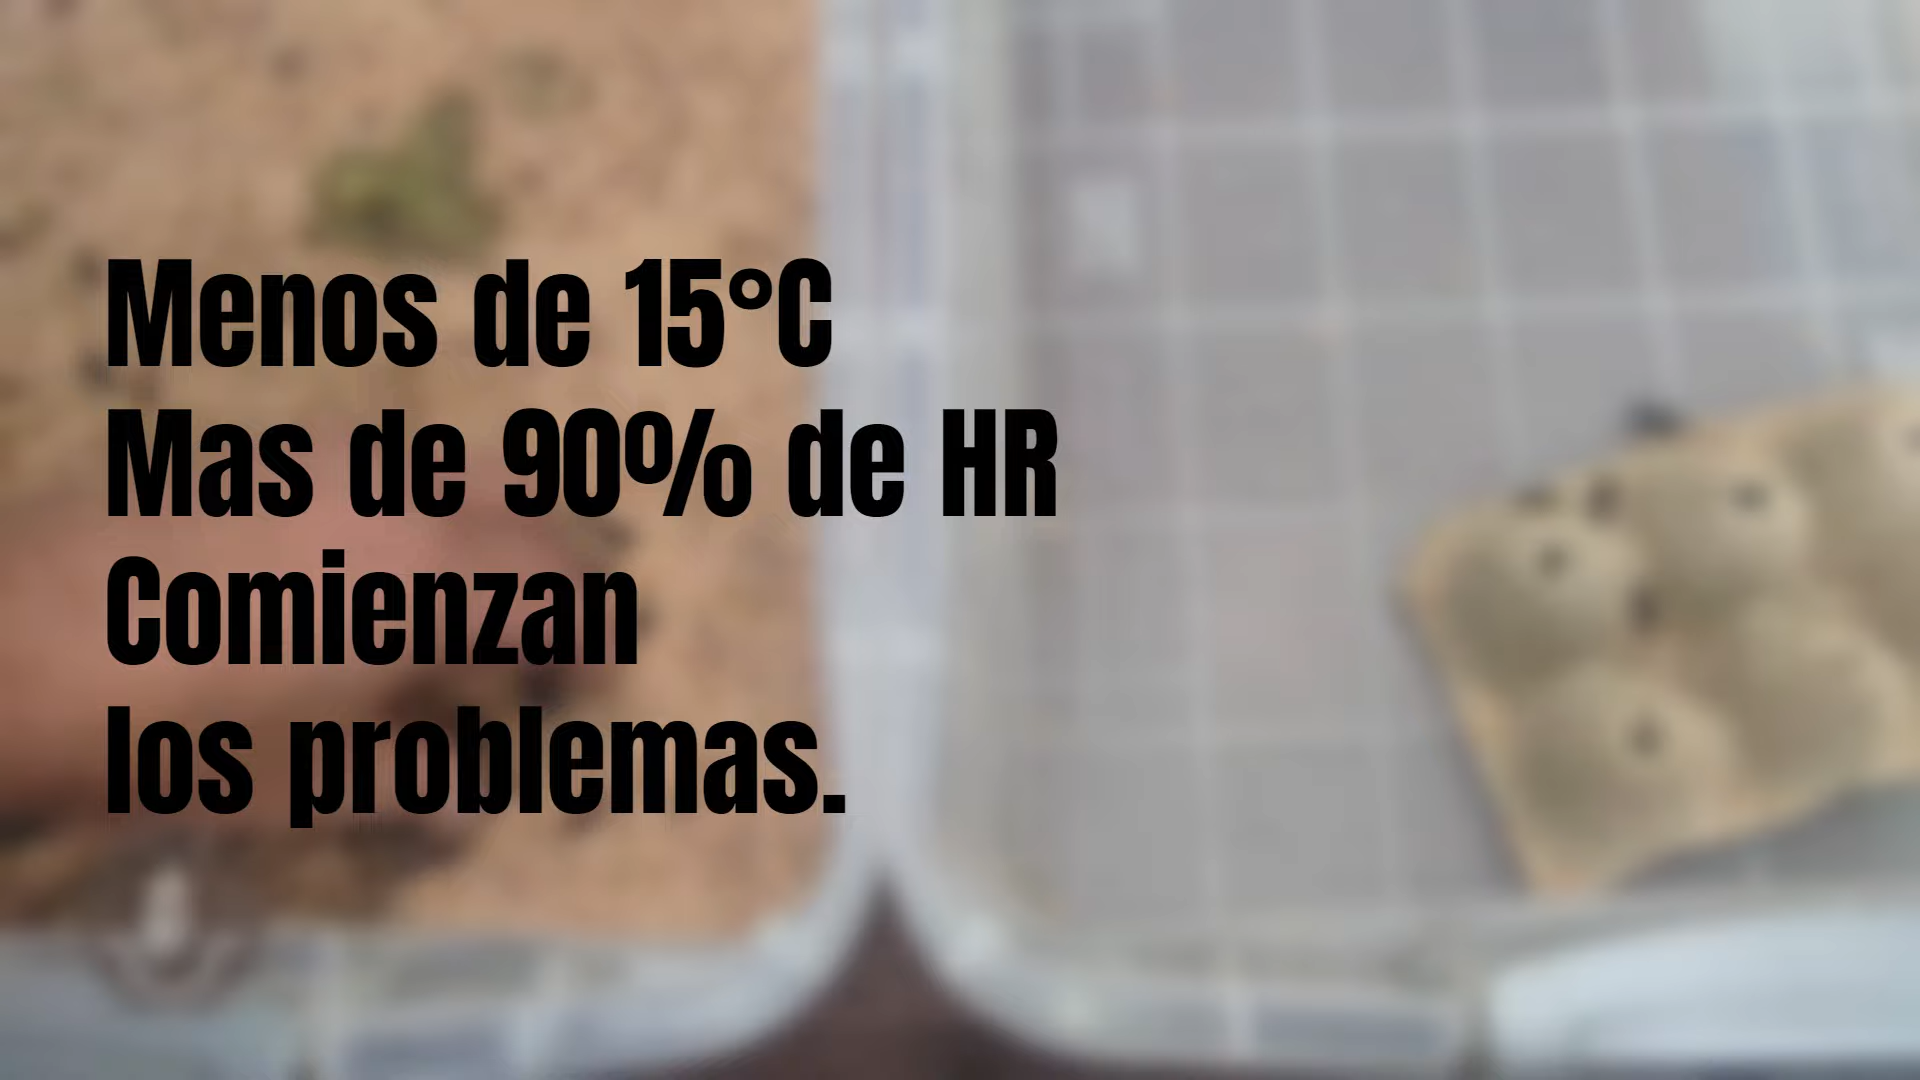 Menos de 15°C
Mas de 90% de HR
Comienzan
los problemas.